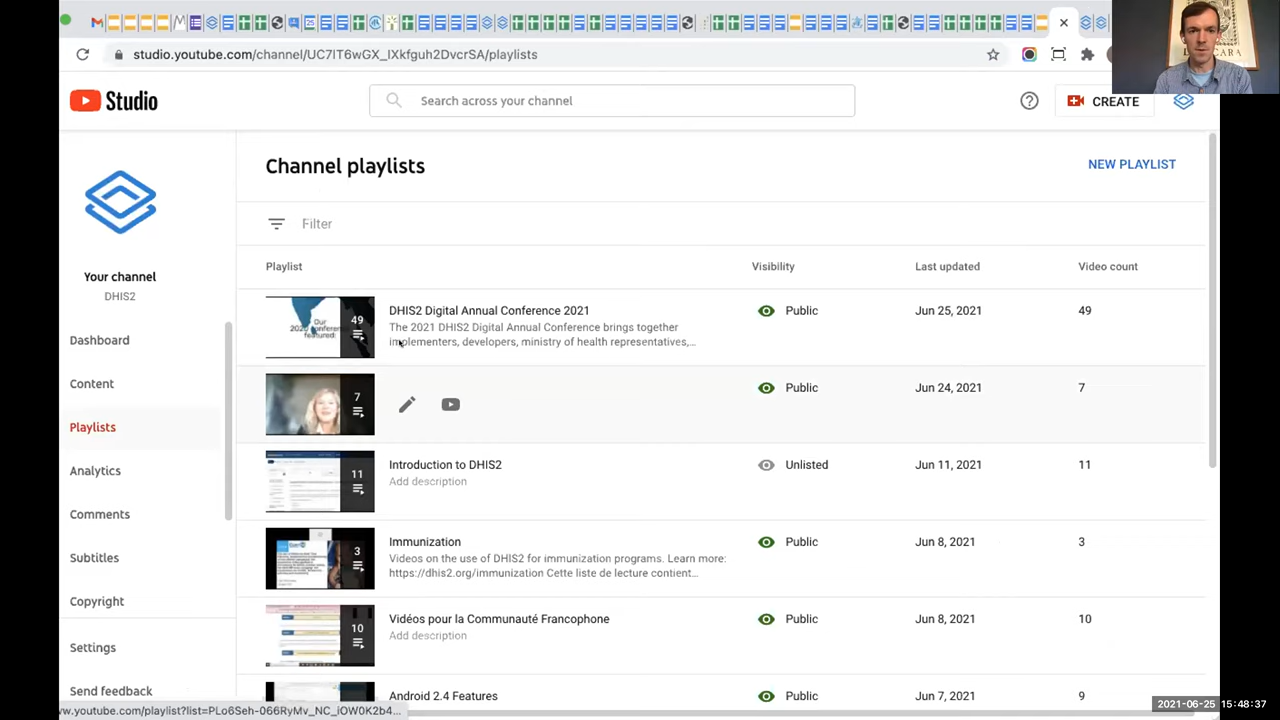 studio.youtube.com/channel/
Studio
Search across your channel
CREATE
Your channel
DHIS2
Dashboard
Content
Playlists
Analytics
Comments
Subtitles
Copyright
Settings
Send feedback
Channel playlists
NEW PLAYLIST
Filter
Playlist Visibility Last updated Video count
49
DHIS2 Digital Annual Conference 2021 Public Jun 25, 2021 49
The 2021 DHIS2 Digital Annual Conference brings together
implementers, developers, ministry of health representatives,...
7
Public Jun 24, 2021 7
11
Introduction to DHIS2 Unlisted Jun 11, 2021 11
Add description
3
Immunization Public Jun 8, 2021 3
Videos on the use of DHIS2 for immunization programs. Learn more:
https://dhis2.org/immunization Cette liste de lecture contient...
10
Vidéos pour la Communauté Francophone Public Jun 8, 2021 10
Add description
Android 2.4 Features Public Jun 7, 2021 9
2021-06-25 15:48:37